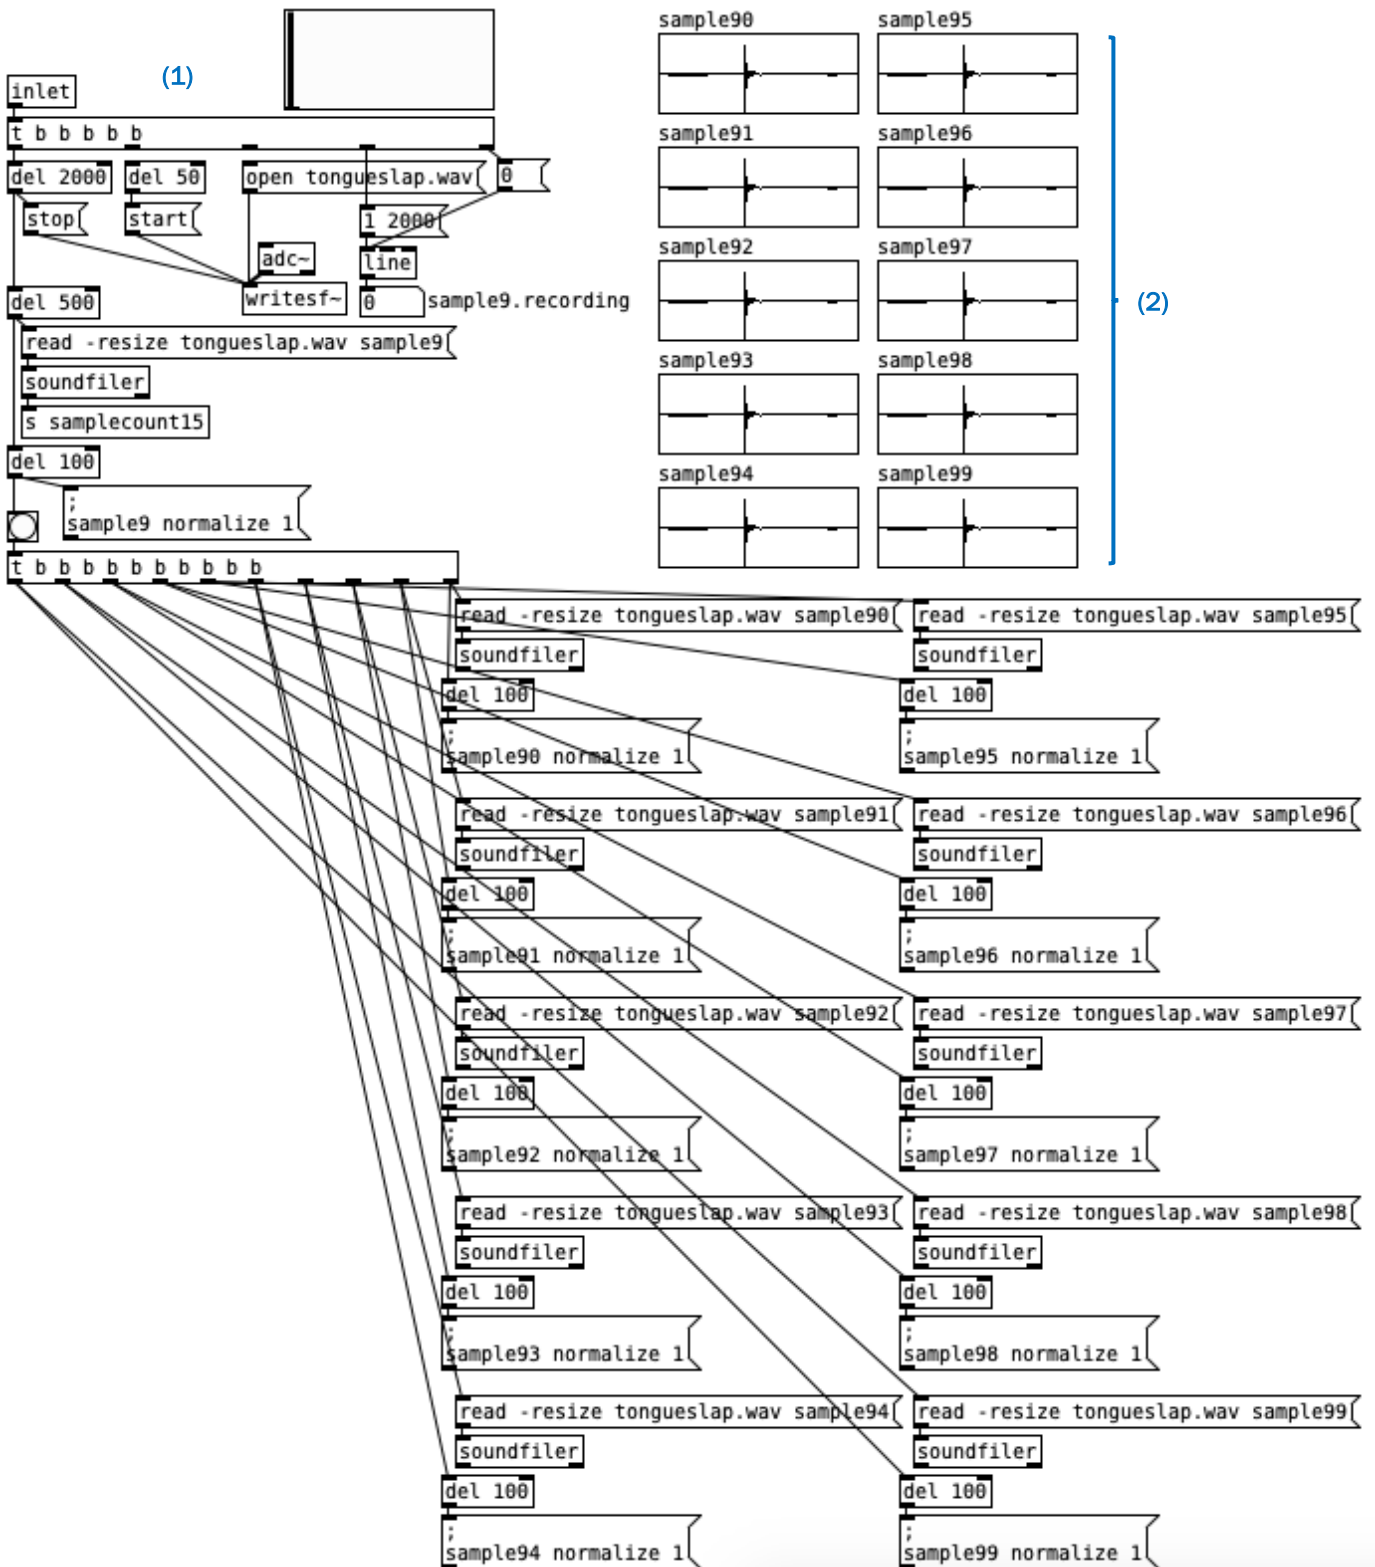 sample90
sample95
(1)
inlet
t b b b b b
sample91
sample96
del 2000
del 50
open tongueslap.wav
0
stop
start
1 2000
sample92
sample97
adc~
line
del 500
writesf~
0
sample9.recording
(2)
read -resize tongueslap.wav sample9
sample93
sample98
soundfiler
s samplecount15
del 100
sample94
sample99
;
sample9 normalize 1
t b b b b b b b b b b
read -resize tongueslap.wav sample90
read -resize tongueslap.wav sample95
soundfiler
soundfiler
del 100
del 100
;
;
sample90 normalize 1
sample95 normalize 1
read -resize tongueslap.wav sample91
read -resize tongueslap.wav sample96
soundfiler
soundfiler
del 100
del 100
;
;
sample91 normalize 1
sample96 normalize 1
read -resize tongueslap.wav sample92
read -resize tongueslap.wav sample97
soundfiler
soundfiler
del 100
del 100
;
;
sample92 normalize 1
sample97 normalize 1
read -resize tongueslap.wav sample93
read -resize tongueslap.wav sample98
soundfiler
soundfiler
del 100
del 100
;
;
sample93 normalize 1
sample98 normalize 1
read -resize tongueslap.wav sample94
read -resize tongueslap.wav sample99
soundfiler
soundfiler
del 100
del 100
;
;
sample94 normalize 1
sample99 normalize 1